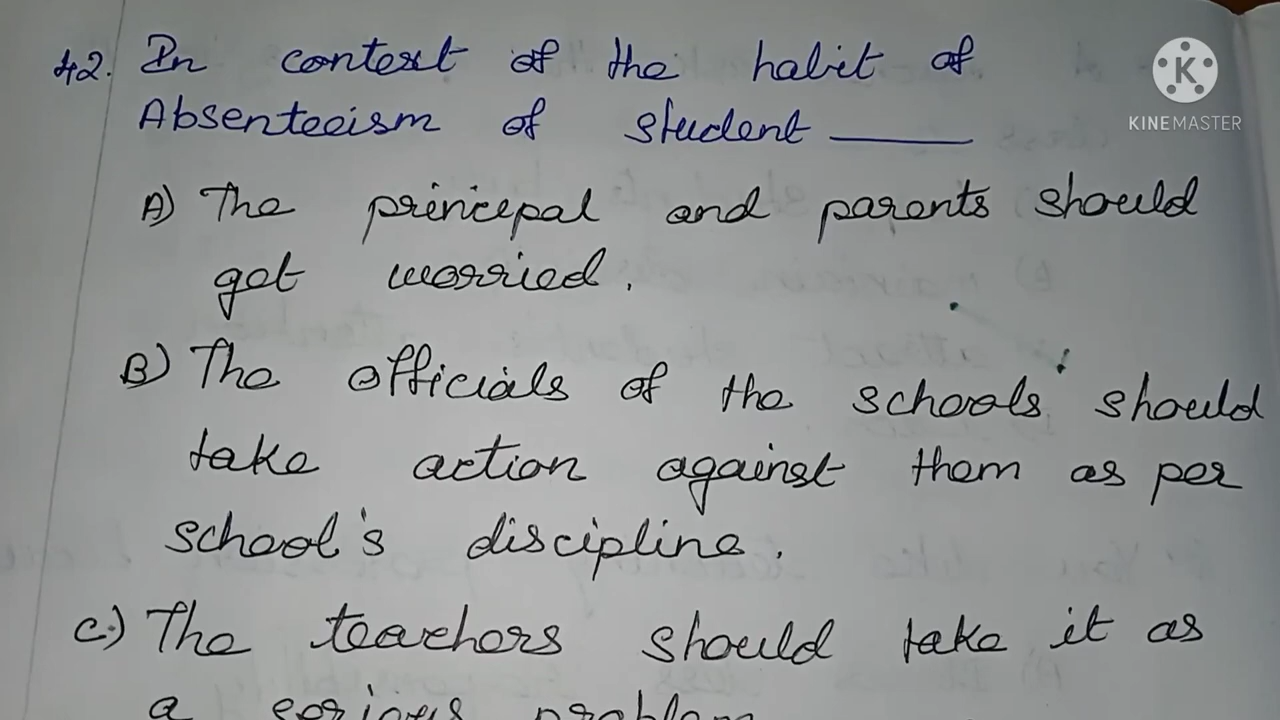 42. In context of the habit of
Absenteeism of student ______
A) The principal and parents should
get worried.
B) The officials of the schools should
take action against them as per
school's discipline.
C) The teachers should take it as
a serious problem
K
KINEMASTER